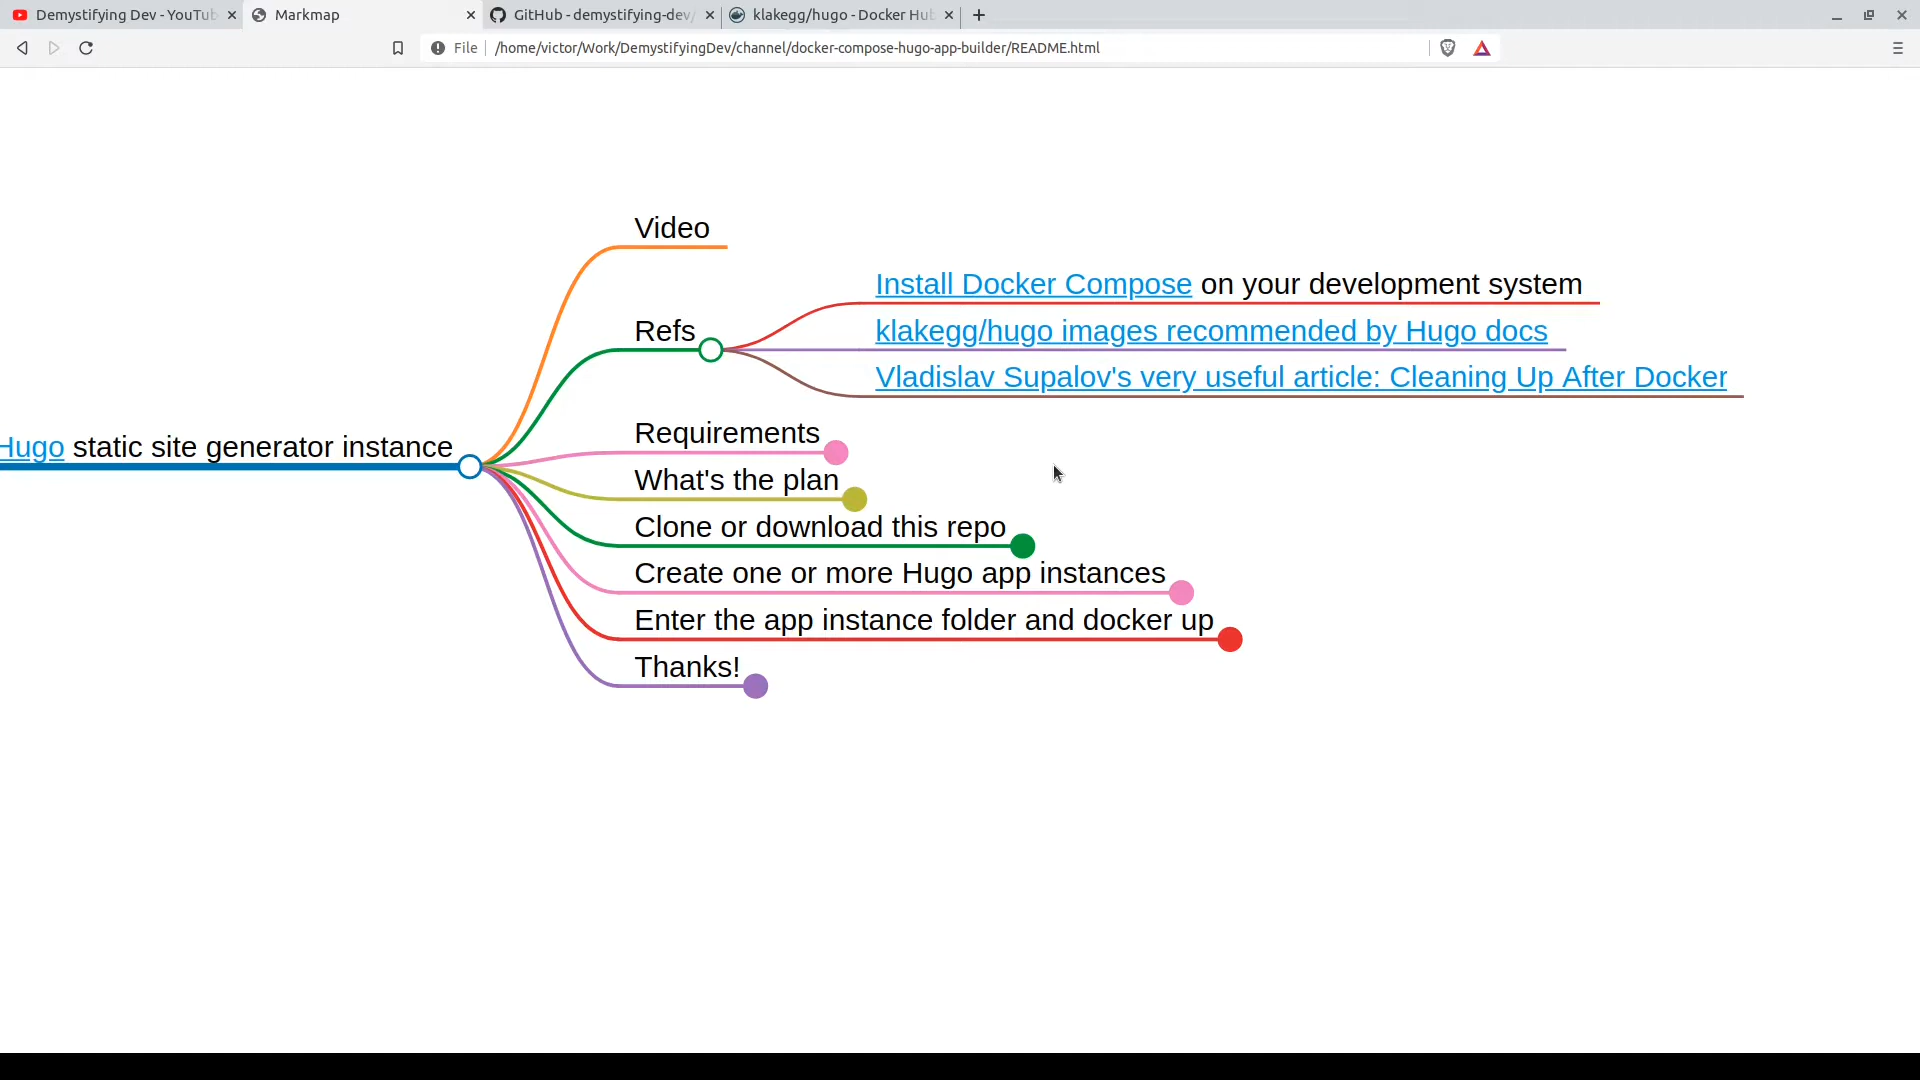 Demystifying Dev - YouTub
Markmap
GitHub - demystifying-dev/
klakegg/hugo - Docker Hub
File
/home/victor/Work/DemystifyingDev/channel/docker-compose-hugo-app-builder/README.html
Video
Install Docker Compose on your development system
Refs
klakegg/hugo images recommended by Hugo docs
Vladislav Supalov's very useful article: Cleaning Up After Docker
Requirements
Hugo static site generator instance
What's the plan
Clone or download this repo
Create one or more Hugo app instances
Enter the app instance folder and docker up
Thanks!